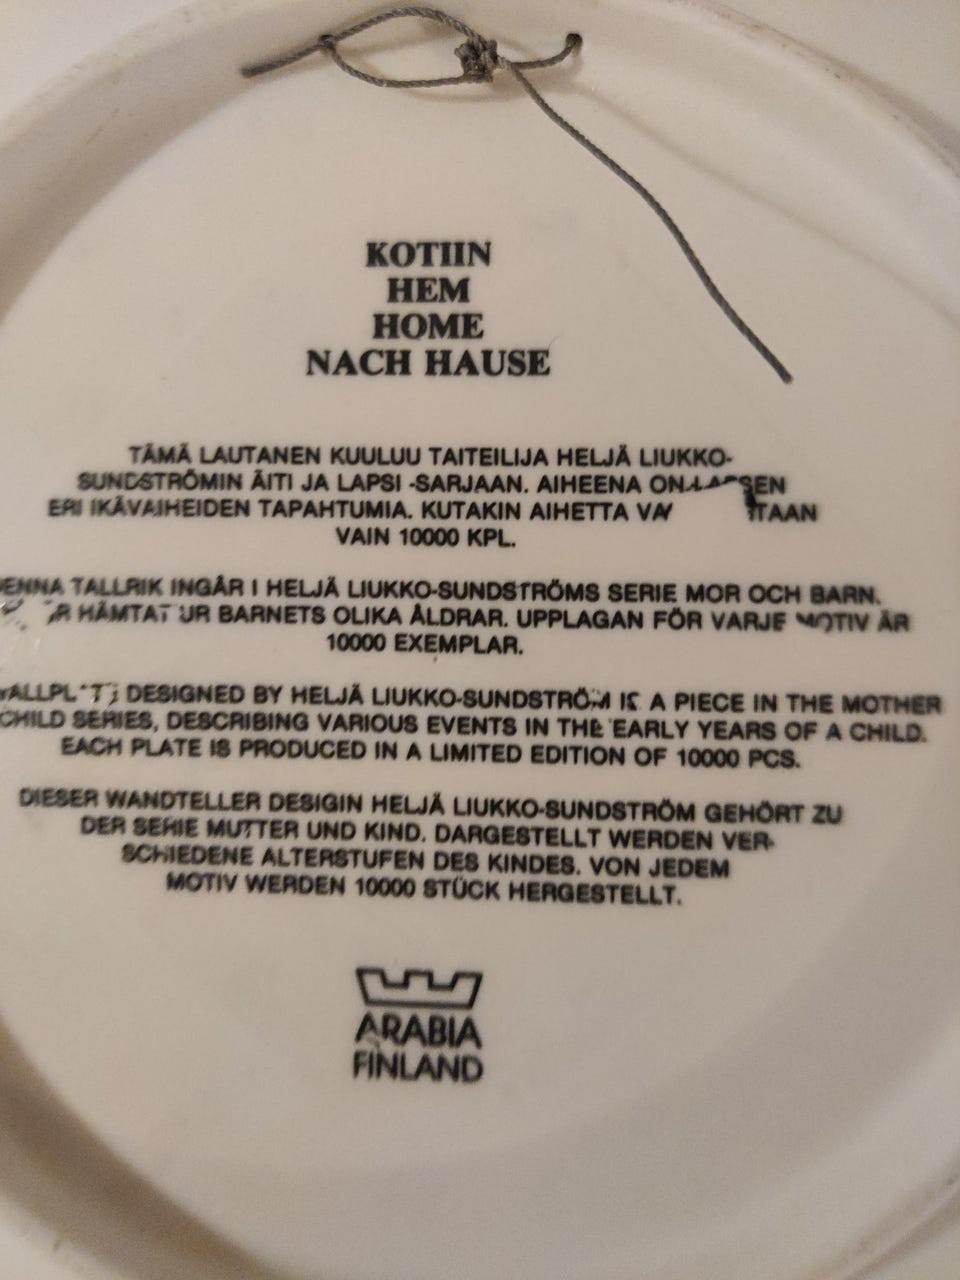 KOTIIN
HEM
HOME
NACH HAUSE
TÄMÄ LAUTANEN KUULUU TAITEILIJA HELJÄ LIUKKO-
SUNDSTRÖMIN ÄITI JA LAPSI -SARJAAN. AIHEENA ON
ERI IKÄVAIHEIDEN TAPAHTUMIA. KUTAKIN AIHETTA
VAIN 10000 KPL.
DENNA TALLRIK INGÅR I HELJÄ LIUKKO-SUNDSTRÖMS SERIE MOR OCH BARN.
HÄMTAT UR BARNETS OLIKA ÅLDRAR. UPPLAGAN FÖR VARJE MOTIV ÄR
10000 EXEMPLAR.
DESIGNED BY HELJÄ LIUKKO-SUNDSTRÖM IS A PIECE IN THE MOTHER
CHILD SERIES, DESCRIBING VARIOUS EVENTS IN THE EARLY YEARS OF A CHILD.
EACH PLATE IS PRODUCED IN A LIMITED EDITION OF 10000 PCS.
DIESER WANDTELLER DESIGIN HELJÄ LIUKKO-SUNDSTRÖM GEHÖRT ZU
DER SERIE MUTTER UND KIND. DARGESTELLT WERDEN VER-
SCHIEDENE ALTERSTUFEN DES KINDES. VON JEDEM
MOTIV WERDEN 10000 STÜCK HERGESTELLT.
ARABIA
FINLAND